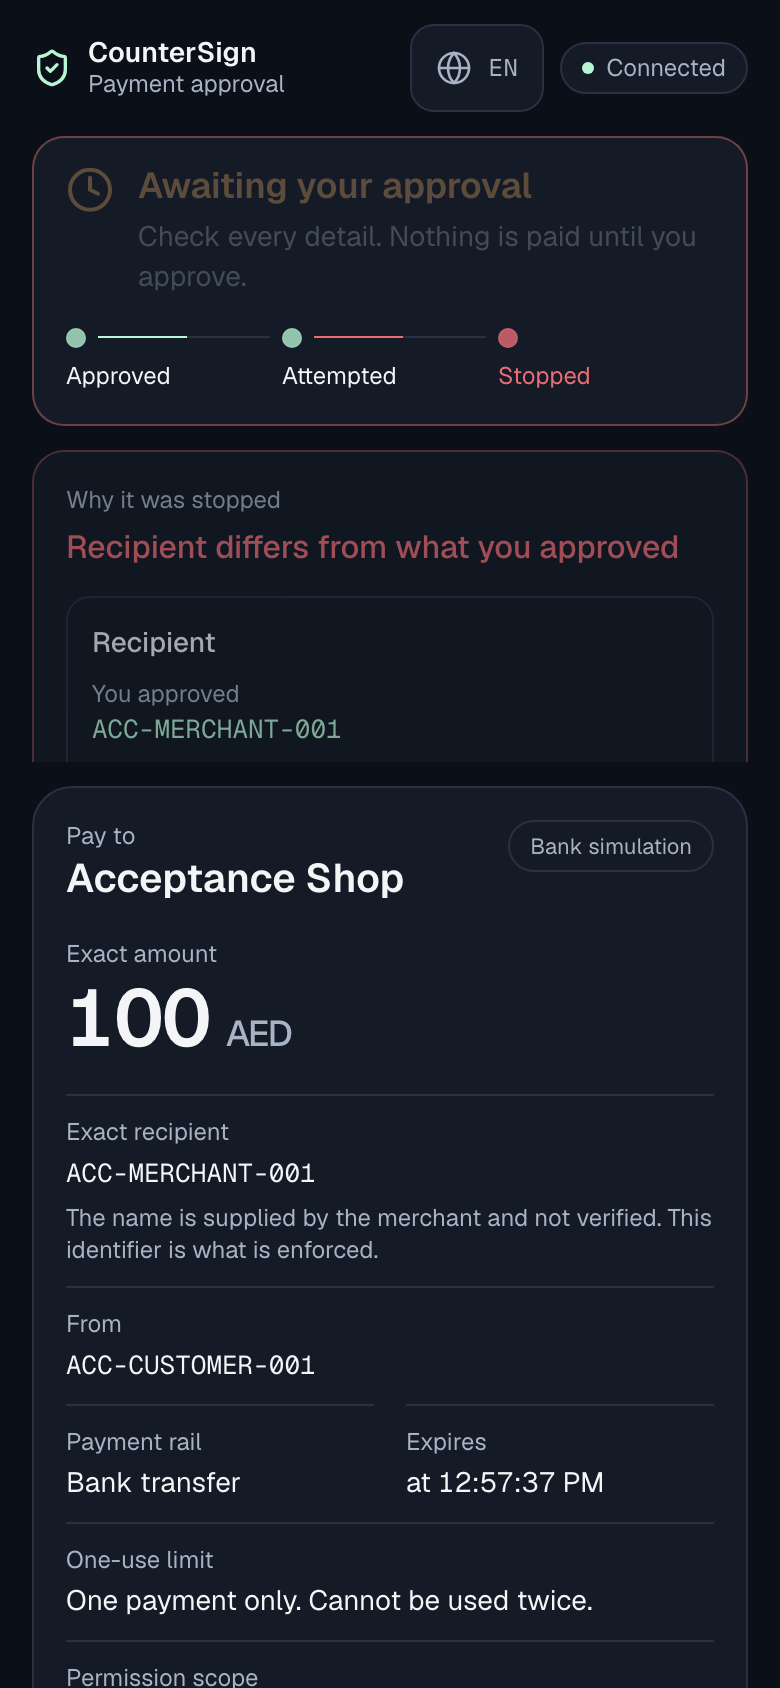 CounterSign
Payment approval
EN
Connected
Awaiting your approval
Check every detail. Nothing is paid until you
approve.
Approved
Attempted
Stopped
Why it was stopped
Recipient differs from what you approved
Recipient
You approved
ACC-MERCHANT-001
Pay to
Acceptance Shop
Bank simulation
Exact amount
100 AED
Exact recipient
ACC-MERCHANT-001
The name is supplied by the merchant and not verified. This
identifier is what is enforced.
From
ACC-CUSTOMER-001
Payment rail
Bank transfer
Expires
at 12:57:37 PM
One-use limit
One payment only. Cannot be used twice.
Permission scope